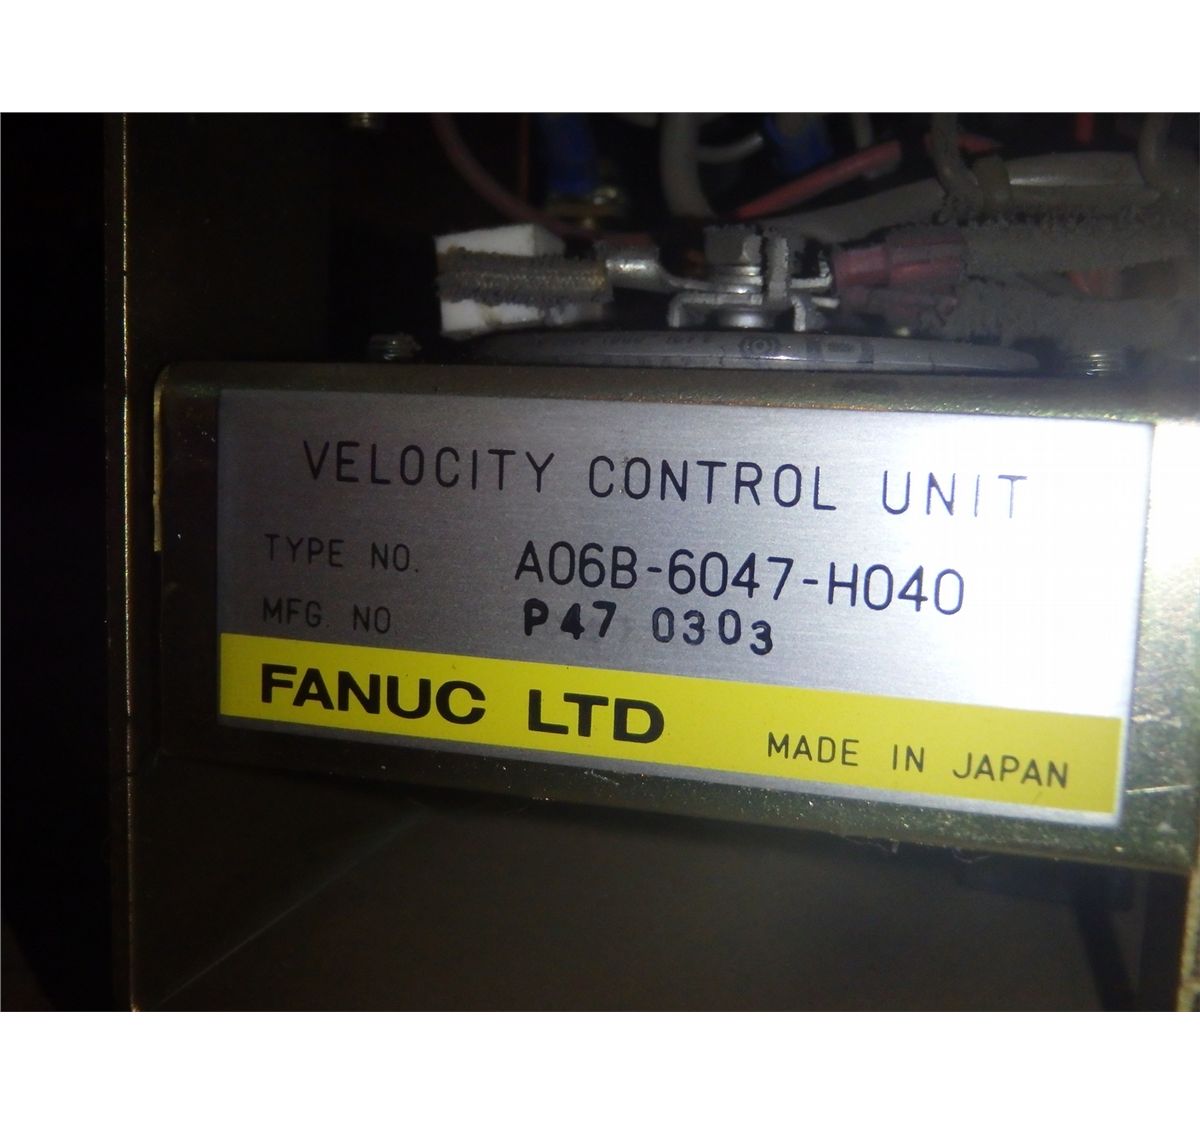 VELOCITY CONTROL UNIT
TYPE NO. A06B-6047-H040
MFG. NO. P47 0303
FANUC LTD MADE IN JAPAN